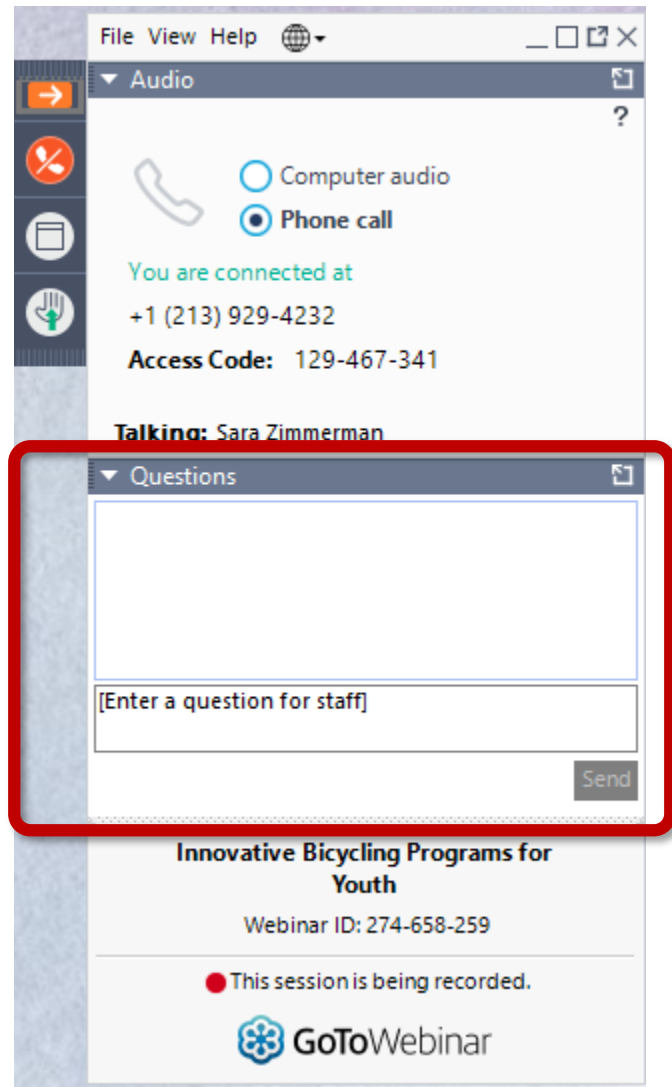 File View Help
Audio
?
Computer audio
Phone call
You are connected at
+1 (213) 929-4232
Access Code: 129-467-341
Talking: Sara Zimmerman
Questions
[Enter a question for staff]
Send
Innovative Bicycling Programs for
Youth
Webinar ID: 274-658-259
This session is being recorded.
GoToWebinar